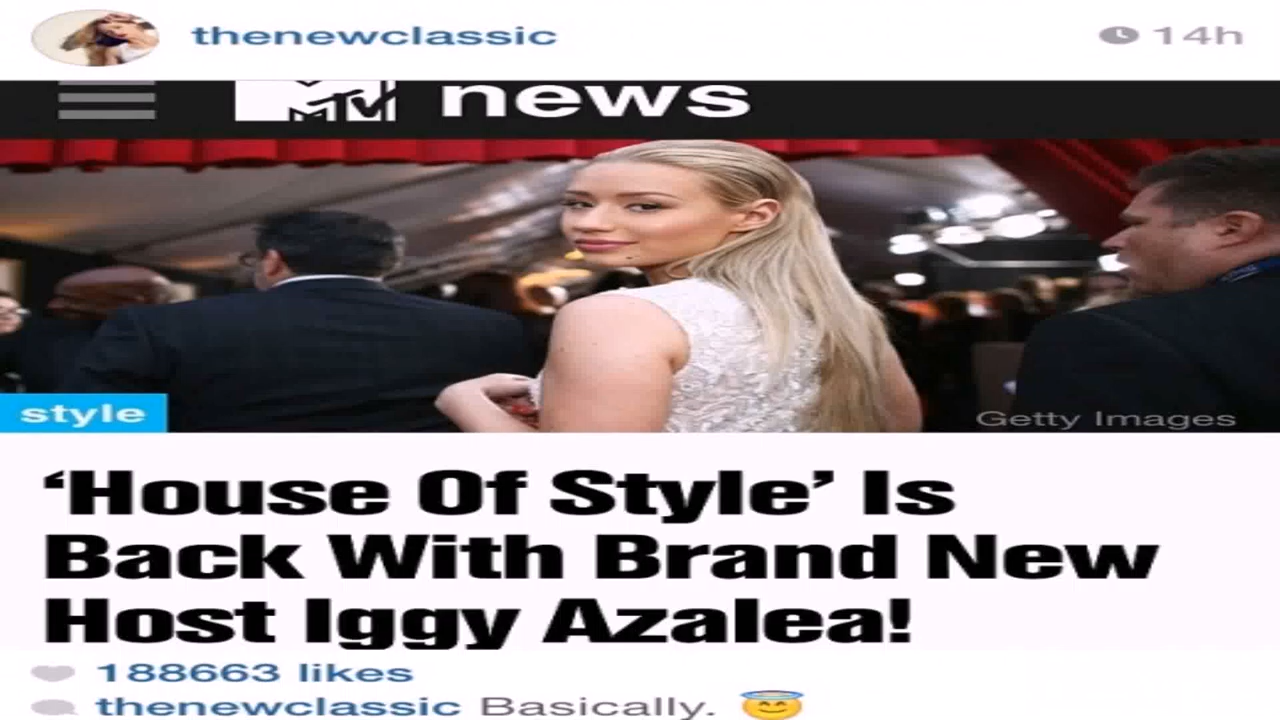 thenewclassic 14h
MTV news
style
Getty Images
‘House Of Style’ Is
Back With Brand New
Host Iggy Azalea!
188663 likes
thenewclassic Basically. 😇